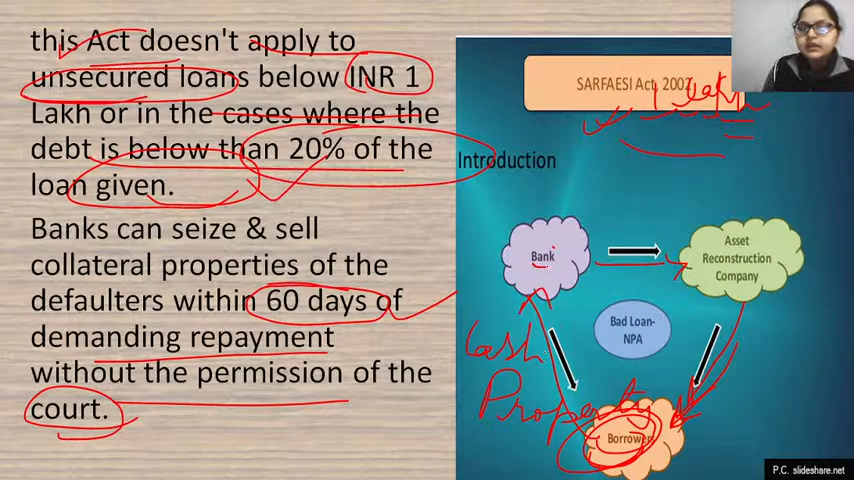 this Act doesn't apply to
unsecured loans below INR 1
Lakh or in the cases where the
debt is below than 20% of the
loan given.
Banks can seize & sell
collateral properties of the
defaulters within 60 days of
demanding repayment
without the permission of the
court.
SARFAESI Act, 2002
1 lakh
Introduction
Bank
Asset
Reconstruction
Company
Bad Loan-
NPA
Cash
Property
Borrower
P.C. slideshare.net